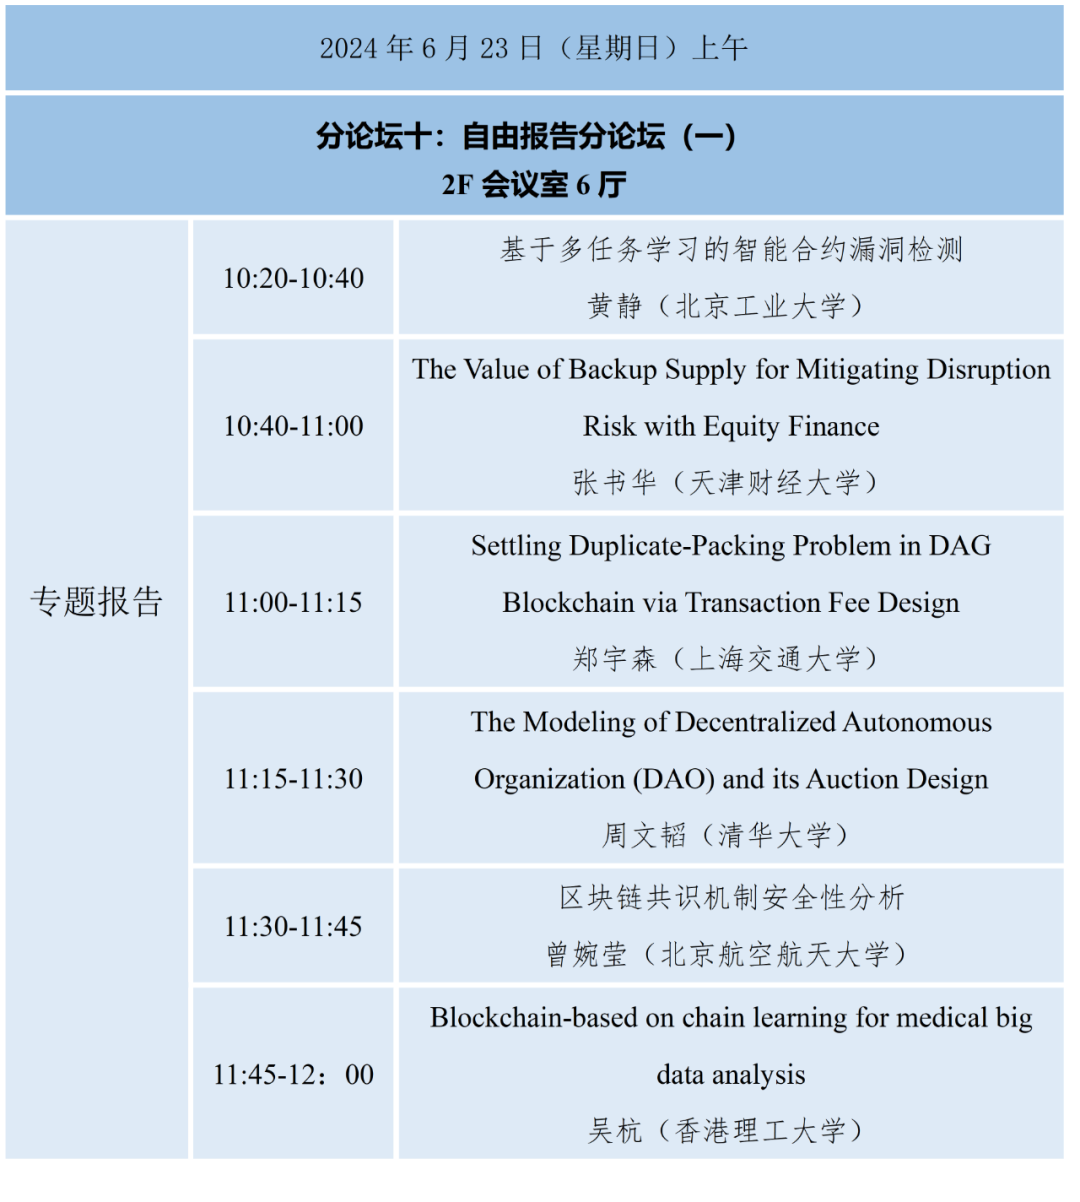 2024 年 6 月 23 日（星期日）上午
分论坛十：自由报告分论坛（一）
2F 会议室 6 厅
专题报告
10:20-10:40
基于多任务学习的智能合约漏洞检测
黄静（北京工业大学）
10:40-11:00
The Value of Backup Supply for Mitigating Disruption
Risk with Equity Finance
张书华（天津财经大学）
11:00-11:15
Settling Duplicate-Packing Problem in DAG
Blockchain via Transaction Fee Design
郑宇森（上海交通大学）
11:15-11:30
The Modeling of Decentralized Autonomous
Organization (DAO) and its Auction Design
周文韬（清华大学）
11:30-11:45
区块链共识机制安全性分析
曾婉莹（北京航空航天大学）
11:45-12：00
Blockchain-based on chain learning for medical big
data analysis
吴杭（香港理工大学）